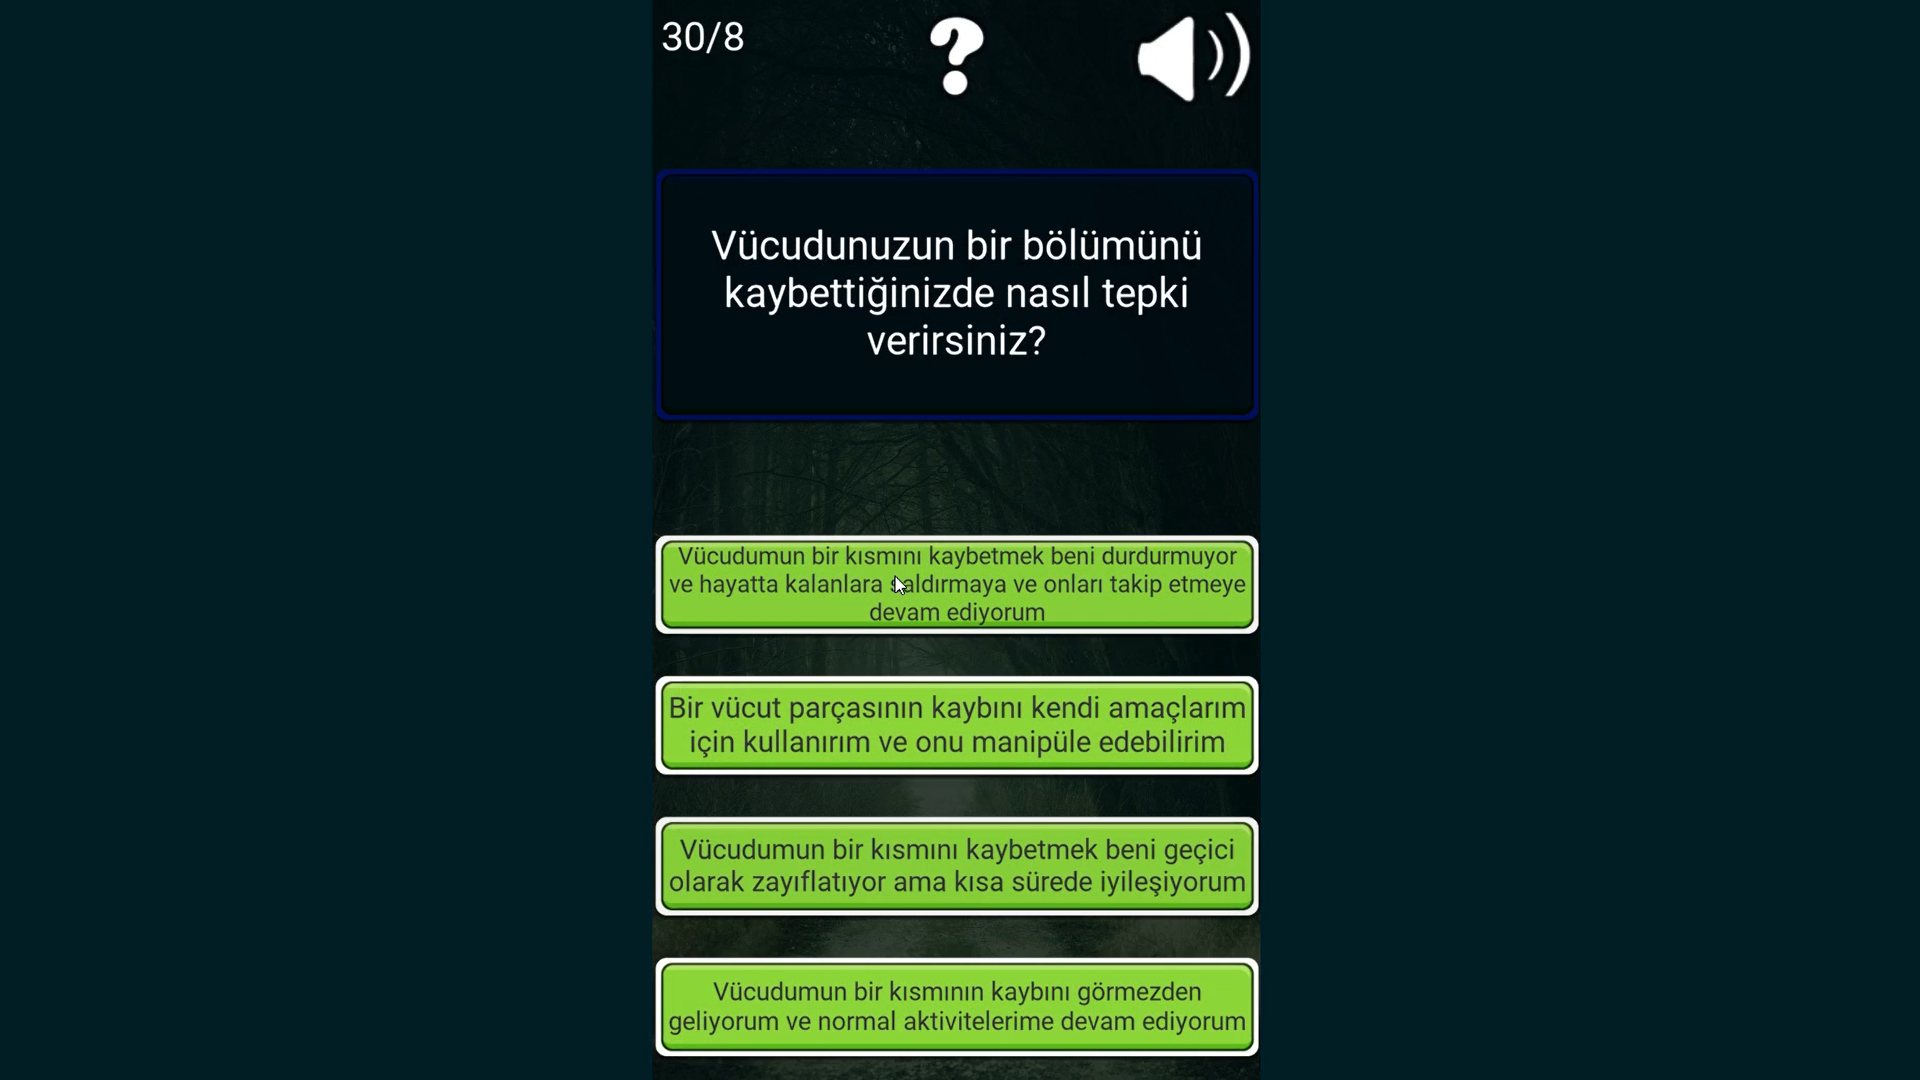 30/8
?
Vücudunuzun bir bölümünü
kaybettiğinizde nasıl tepki
verirsiniz?
Vücudumun bir kısmını kaybetmek beni durdurmuyor
ve hayatta kalanlara saldırmaya ve onları takip etmeye
devam ediyorum
Bir vücut parçasının kaybını kendi amaçlarım
için kullanırım ve onu manipüle edebilirim
Vücudumun bir kısmını kaybetmek beni geçici
olarak zayıflatıyor ama kısa sürede iyileşiyorum
Vücudumun bir kısmının kaybını görmezden
geliyorum ve normal aktivitelerime devam ediyorum